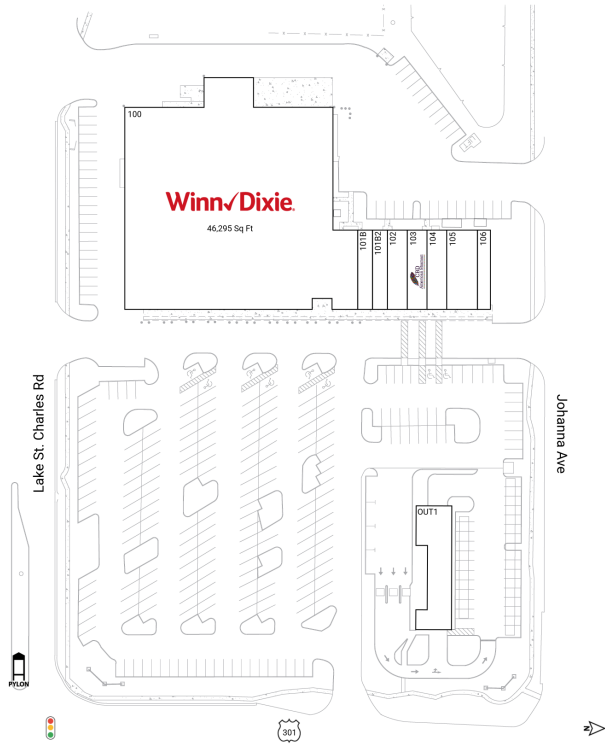 100
Winn✓Dixie.
46,295 Sq Ft
101B
101B2
102
103
CRD
104
105
106
Lake St. Charles Rd
Johanna Ave
OUT1
PYLON
301
N